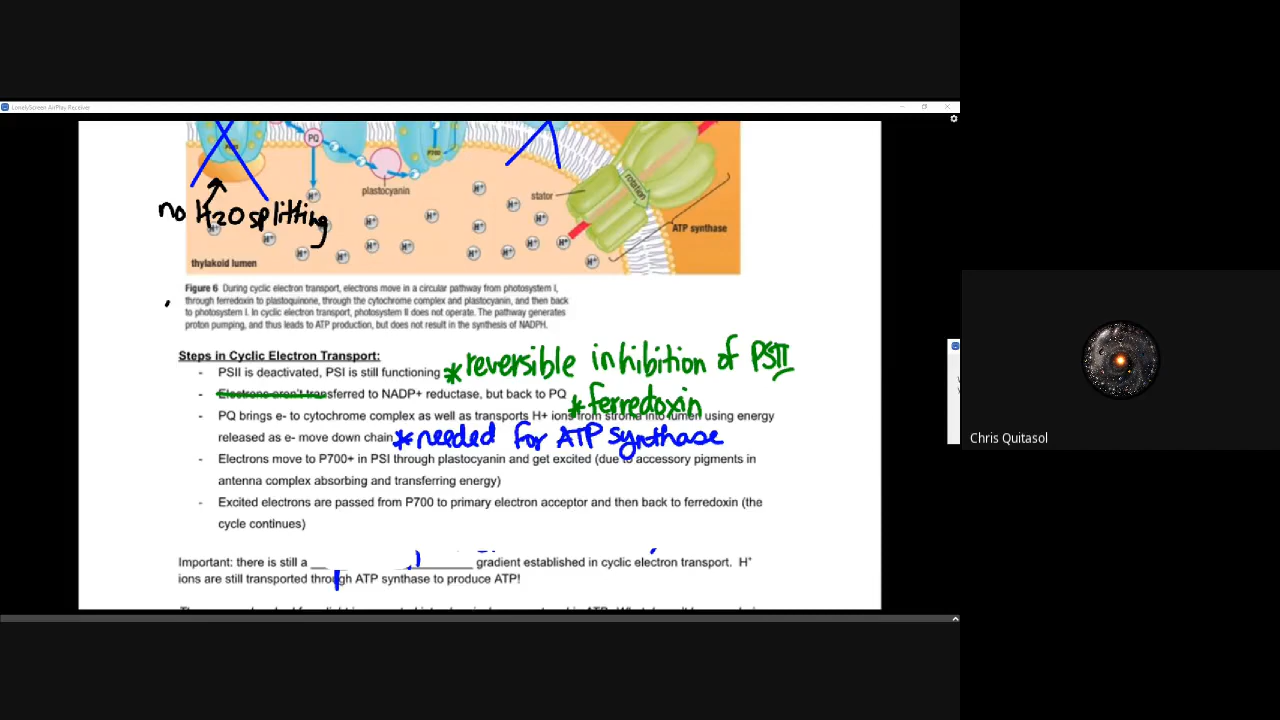 LonelyScreen AirPlay Receiver
PQ
P700
plastocyanin
stator
rotation
ATP synthase
no H2O splitting
H+ H+ H+ H+ H+ H+ H+ H+ H+ H+ H+ H+ H+ H+ H+ H+ H+ H+
thylakoid lumen
Figure 6 During cyclic electron transport, electrons move in a circular pathway from photosystem I,
through ferredoxin to plastoquinone, through the cytochrome complex and plastocyanin, and then back
to photosystem I. In cyclic electron transport, photosystem II does not operate. The pathway generates
proton pumping, and thus leads to ATP production, but does not result in the synthesis of NADPH.
Steps in Cyclic Electron Transport:
- PSII is deactivated, PSI is still functioning *reversible inhibition of PSII
- Electrons aren't transferred to NADP+ reductase, but back to PQ *ferredoxin
- PQ brings e- to cytochrome complex as well as transports H+ ions from stroma into lumen using energy
released as e- move down chain *needed for ATP synthase
- Electrons move to P700+ in PSI through plastocyanin and get excited (due to accessory pigments in
antenna complex absorbing and transferring energy)
- Excited electrons are passed from P700 to primary electron acceptor and then back to ferredoxin (the
cycle continues)
Important: there is still a ____ gradient established in cyclic electron transport. H+
ions are still transported through ATP synthase to produce ATP!
Chris Quitasol